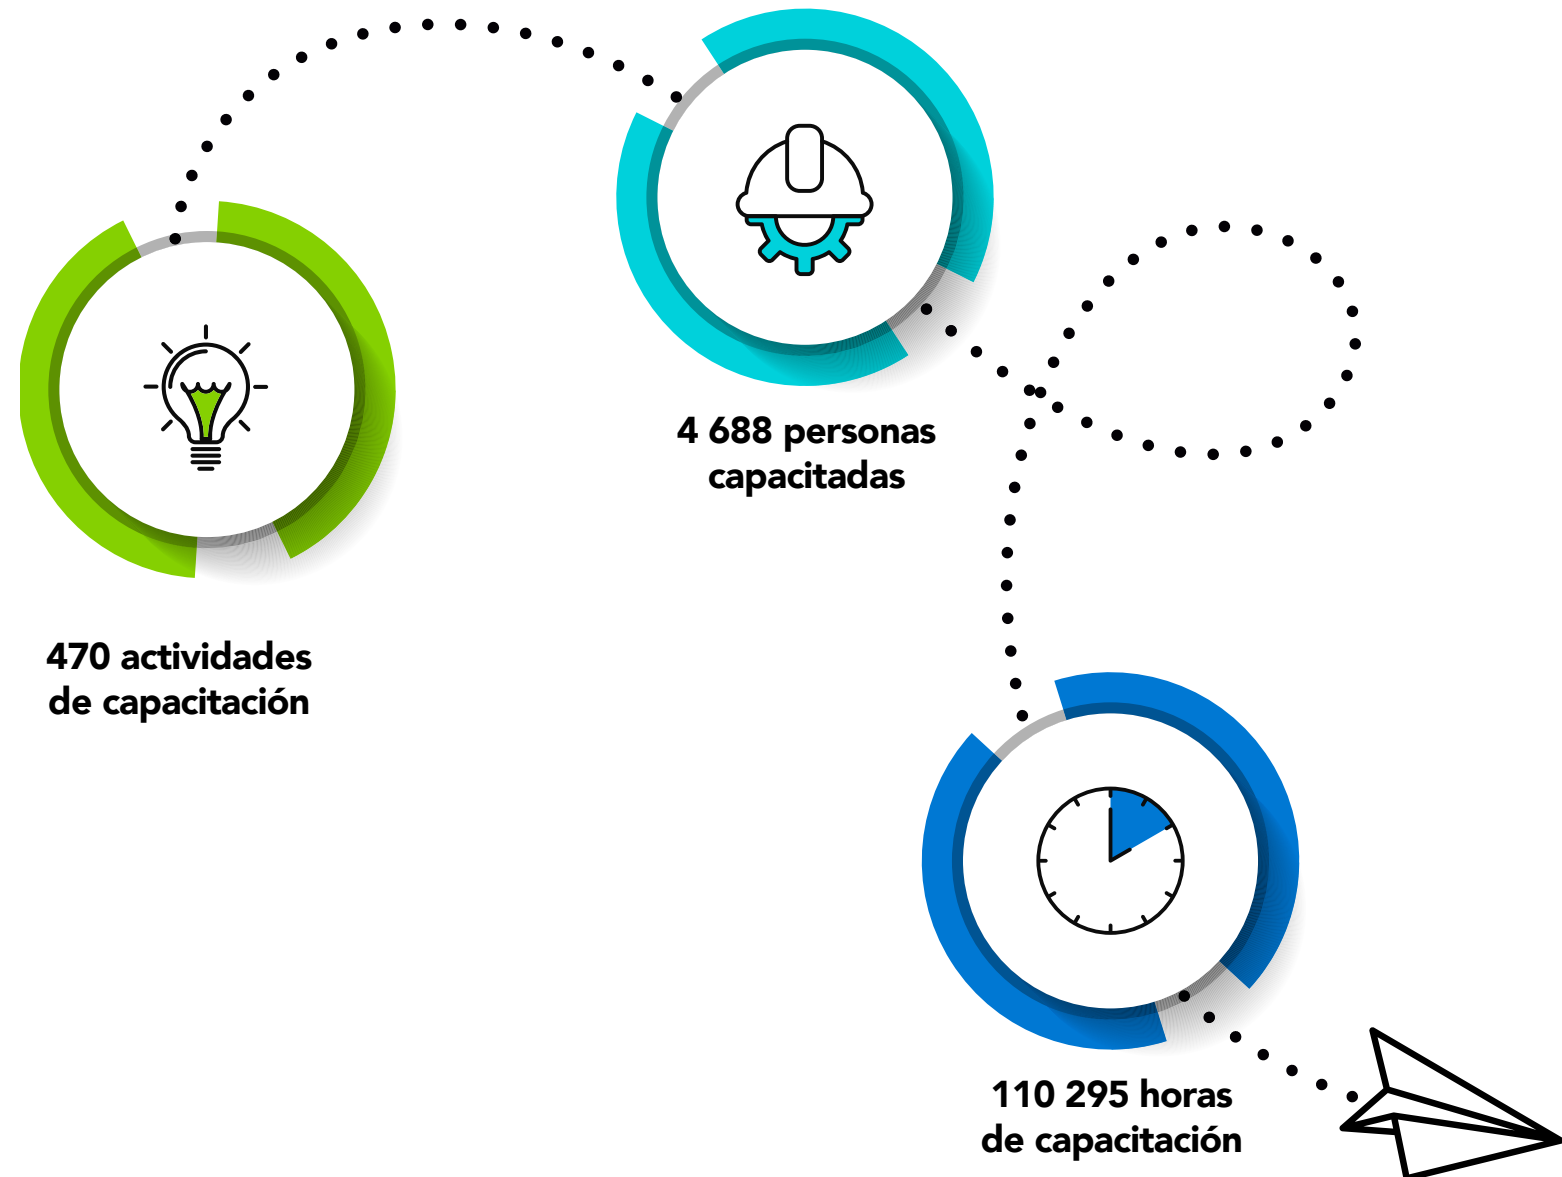 4 688 personas
capacitadas
470 actividades
de capacitación
110 295 horas
de capacitación